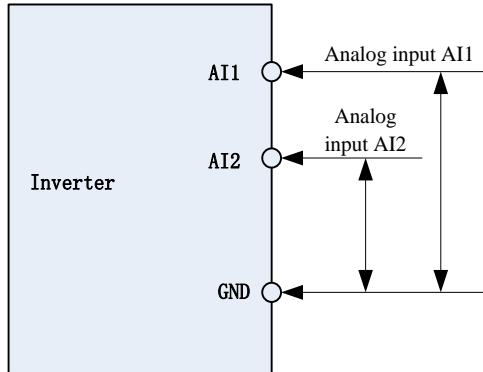 Analog input AI1
AI1
Analog
input AI2
AI2
Inverter
GND